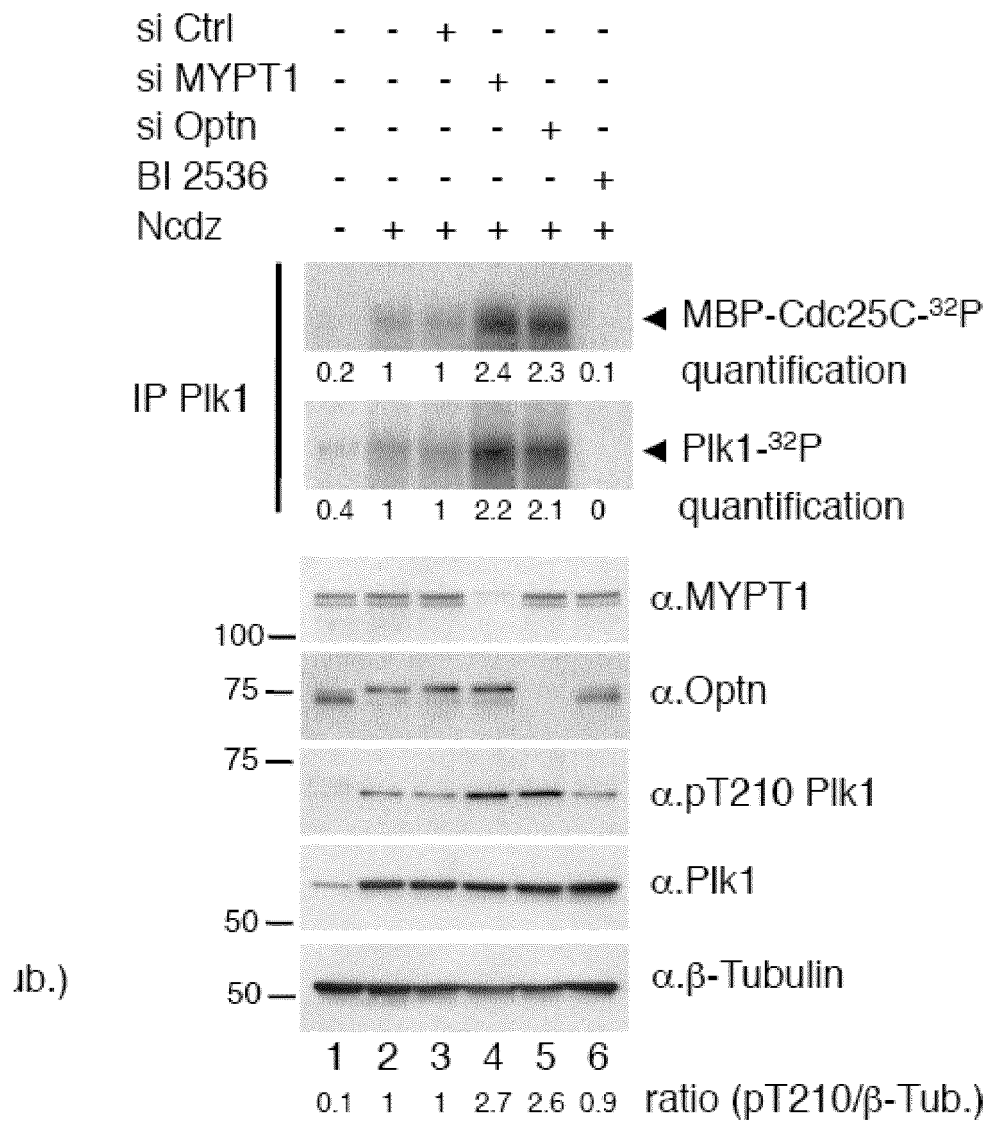 si Ctrl - - + - - -
si MYPT1 - - - + - -
si Optn - - - - + -
BI 2536 - - - - - +
Ncdz - + + + + +
IP Plk1
MBP-Cdc25C-³²P
0.2 1 1 2.4 2.3 0.1 quantification
Plk1-³²P
0.4 1 1 2.2 2.1 0 quantification
α.MYPT1
100
75 α.Optn
75
α.pT210 Plk1
α.Plk1
50
ub.)
50 α.β-Tubulin
1 2 3 4 5 6
0.1 1 1 2.7 2.6 0.9 ratio (pT210/β-Tub.)